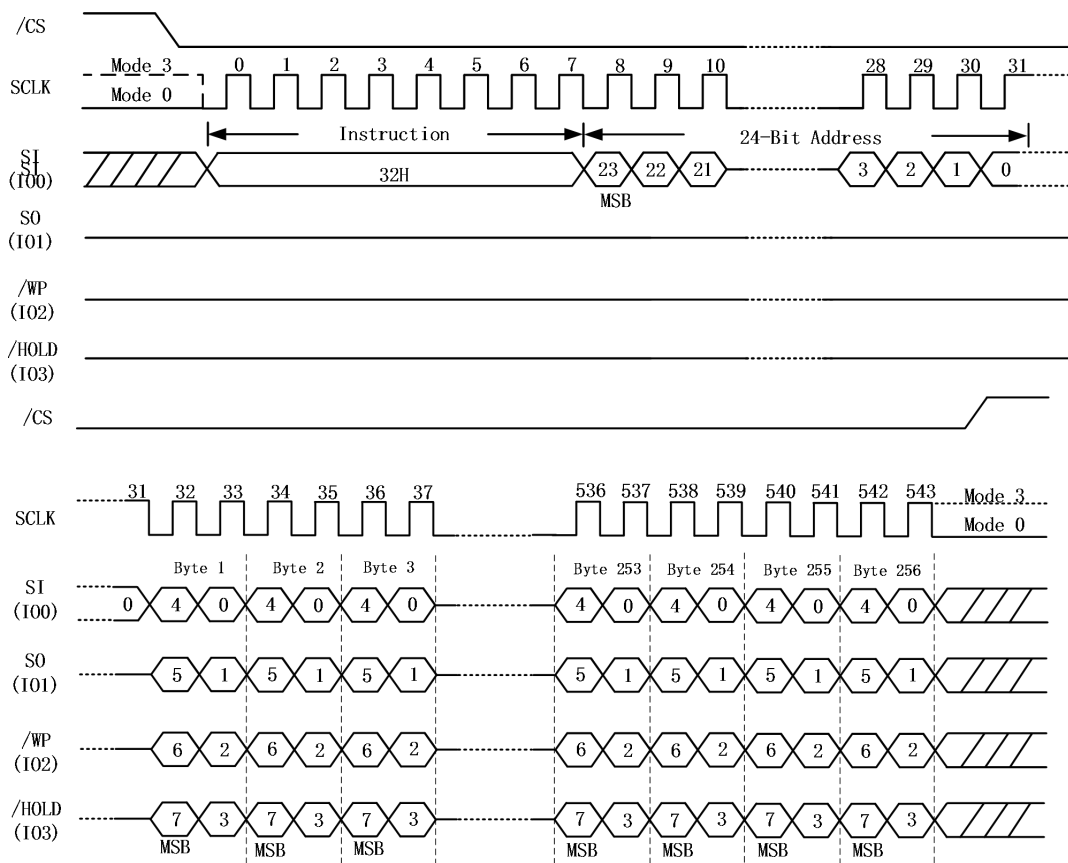 /CS
Mode 3
0 1 2 3 4 5 6 7 8 9 10 28 29 30 31
SCLK
Mode 0
Instruction 24-Bit Address
SI
SI
(IO0)
32H 23 22 21 3 2 1 0
MSB
SO
(IO1)
/WP
(IO2)
/HOLD
(IO3)
/CS
31 32 33 34 35 36 37 536 537 538 539 540 541 542 543
Mode 3
SCLK
Mode 0
Byte 1 Byte 2 Byte 3 Byte 253 Byte 254 Byte 255 Byte 256
SI
(IO0)
0 4 0 4 0 4 0 4 0 4 0 4 0 4 0
SO
(IO1)
5 1 5 1 5 1 5 1 5 1 5 1 5 1
/WP
(IO2)
6 2 6 2 6 2 6 2 6 2 6 2 6 2
/HOLD
(IO3)
7 3 7 3 7 3 7 3 7 3 7 3 7 3
MSB MSB MSB MSB MSB MSB MSB